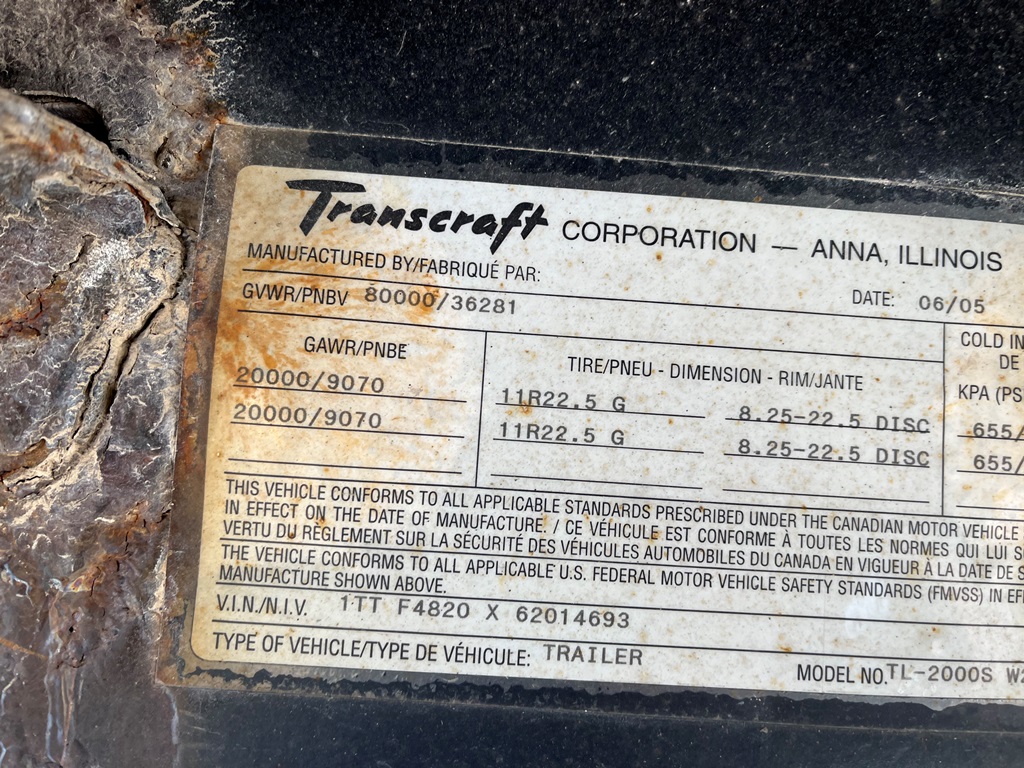 Transcraft CORPORATION — ANNA, ILLINOIS
MANUFACTURED BY/FABRIQUÉ PAR:
DATE: 06/05
GVWR/PNBV 80000/36281
GAWR/PNBE TIRE/PNEU - DIMENSION - RIM/JANTE COLD IN
DE
KPA (PS
20000/9070 11R22.5 G 8.25-22.5 DISC 655/
20000/9070 11R22.5 G 8.25-22.5 DISC 655/
THIS VEHICLE CONFORMS TO ALL APPLICABLE STANDARDS PRESCRIBED UNDER THE CANADIAN MOTOR VEHICLE
IN EFFECT ON THE DATE OF MANUFACTURE. / CE VÉHICULE EST CONFORME À TOUTES LES NORMES QUI LUI S
VERTU DU RÈGLEMENT SUR LA SÉCURITÉ DES VÉHICULES AUTOMOBILES DU CANADA EN VIGUEUR À LA DATE DE S
THE VEHICLE CONFORMS TO ALL APPLICABLE U.S. FEDERAL MOTOR VEHICLE SAFETY STANDARDS (FMVSS) IN EFF
MANUFACTURE SHOWN ABOVE.
V.I.N./N.I.V. 1TT F4820 X 62014693
TYPE OF VEHICLE/TYPE DE VÉHICULE: TRAILER
MODEL NO. TL-2000S W2